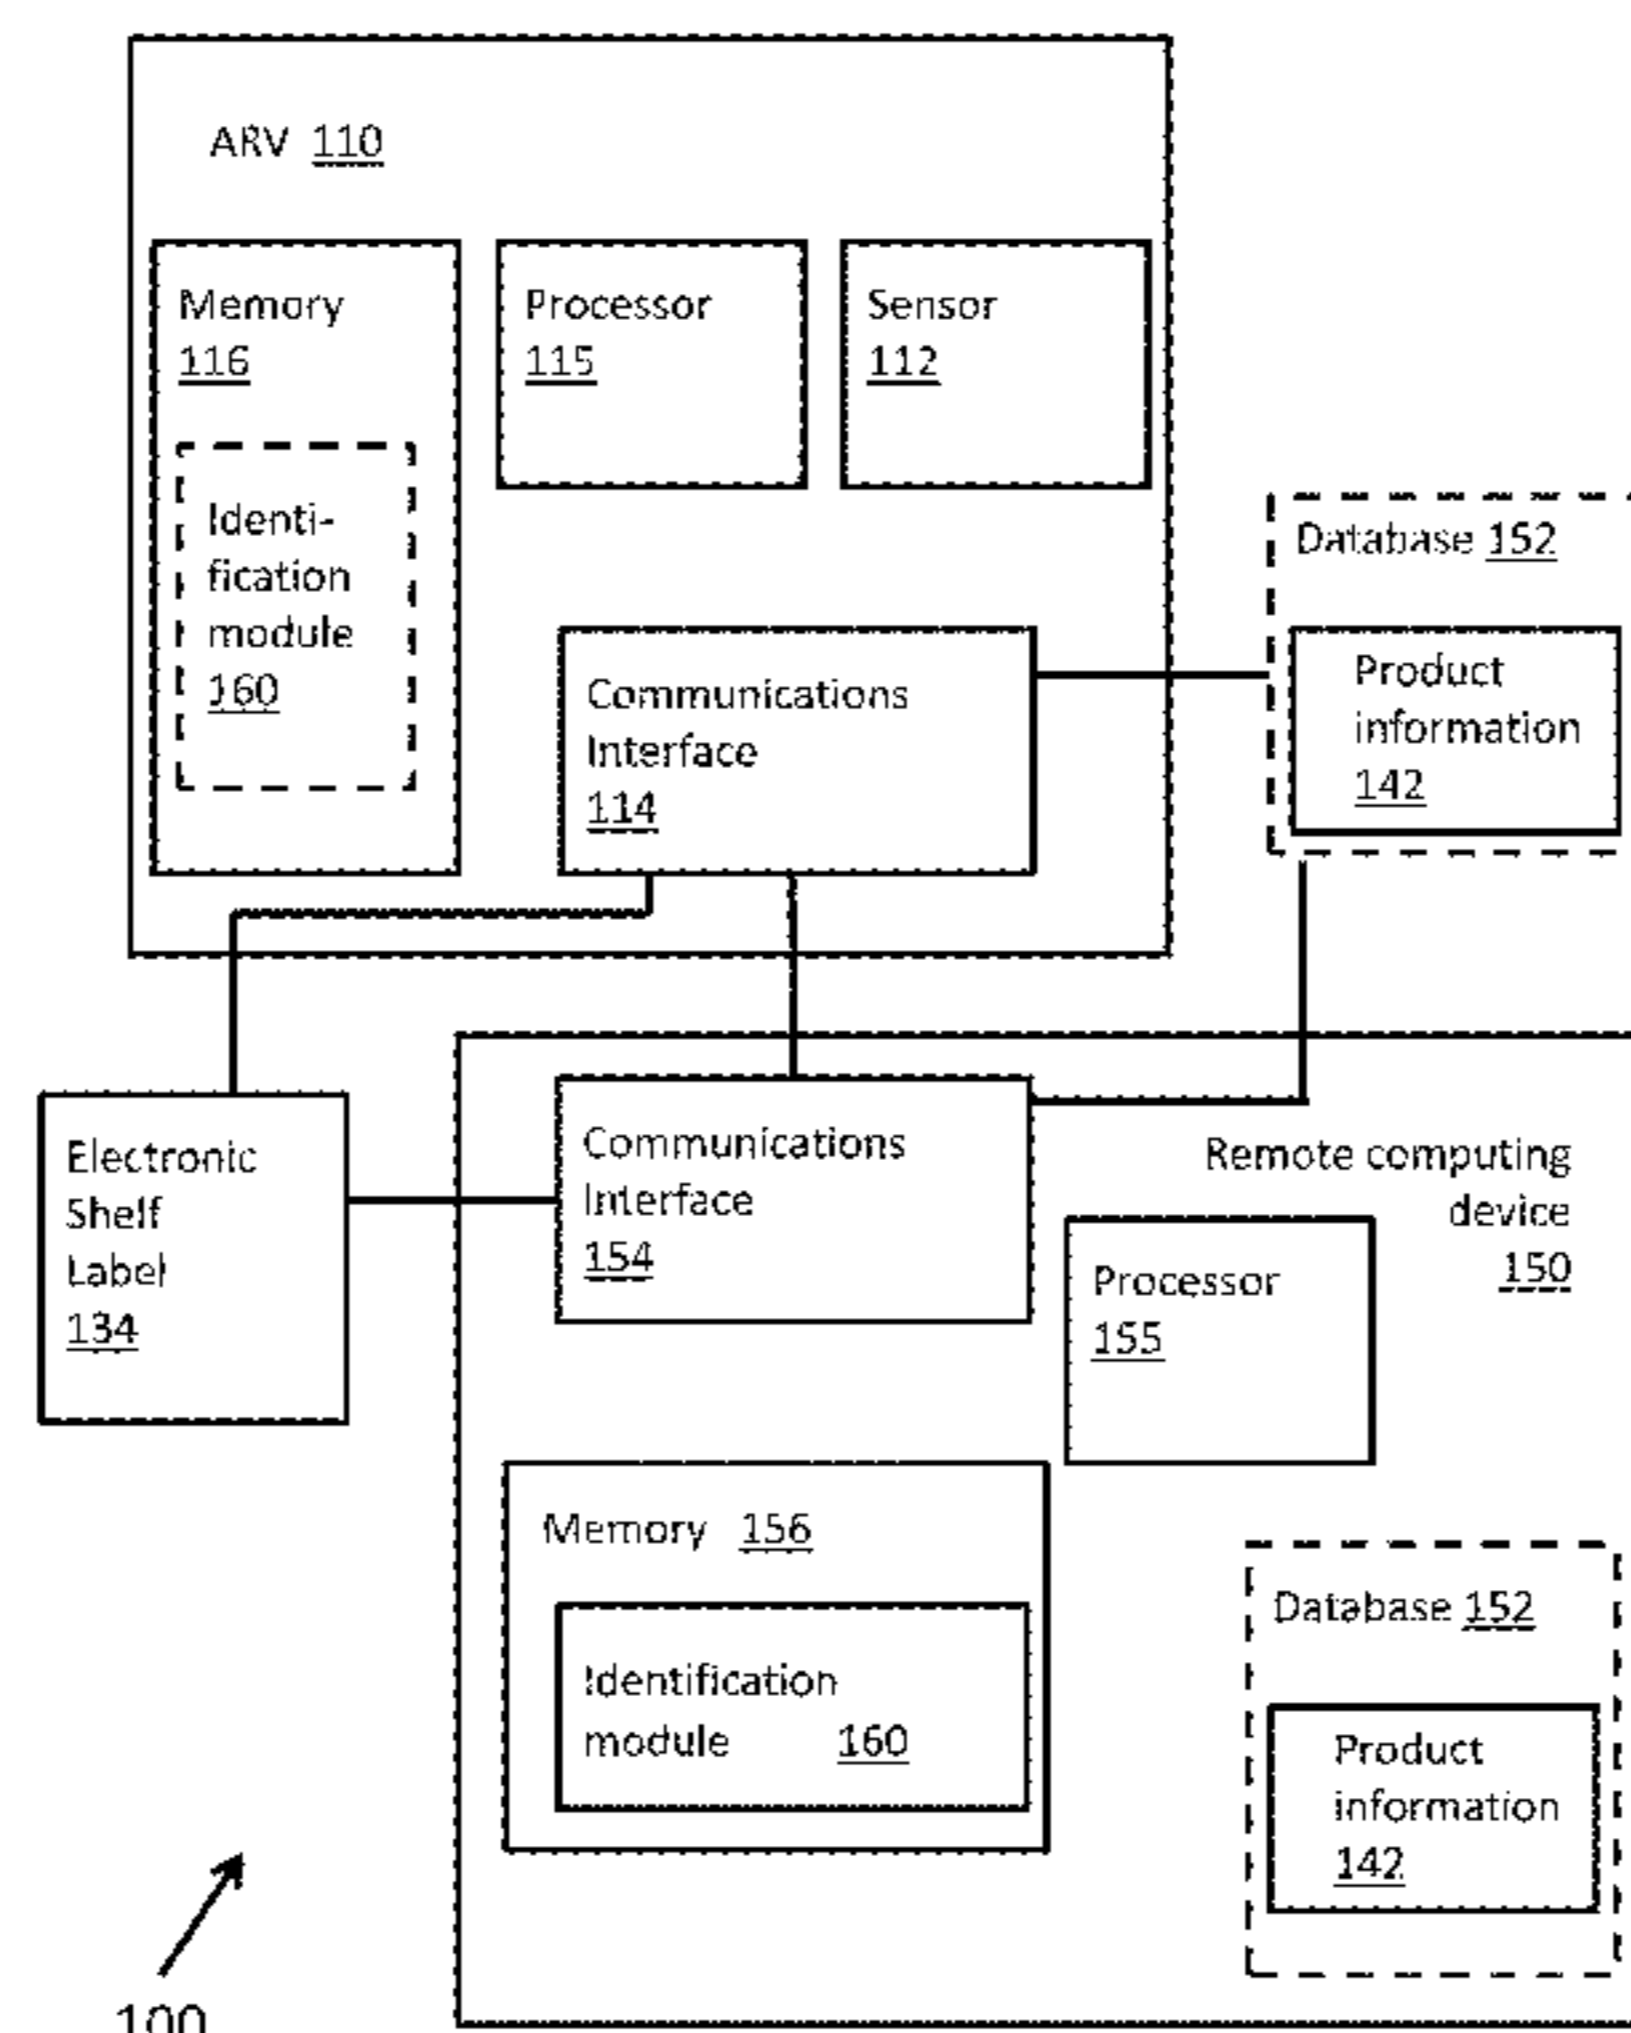 ARV 110
Memory
116
Identi-
fication
module
160
Processor
115
Sensor
112
Communications
Interface
114
Database 152
Product
information
142
Electronic
Shelf
Label
134
Communications
Interface
154
Remote computing
device
150
Processor
155
Memory 156
Identification
module 160
Database 152
Product
information
142
100